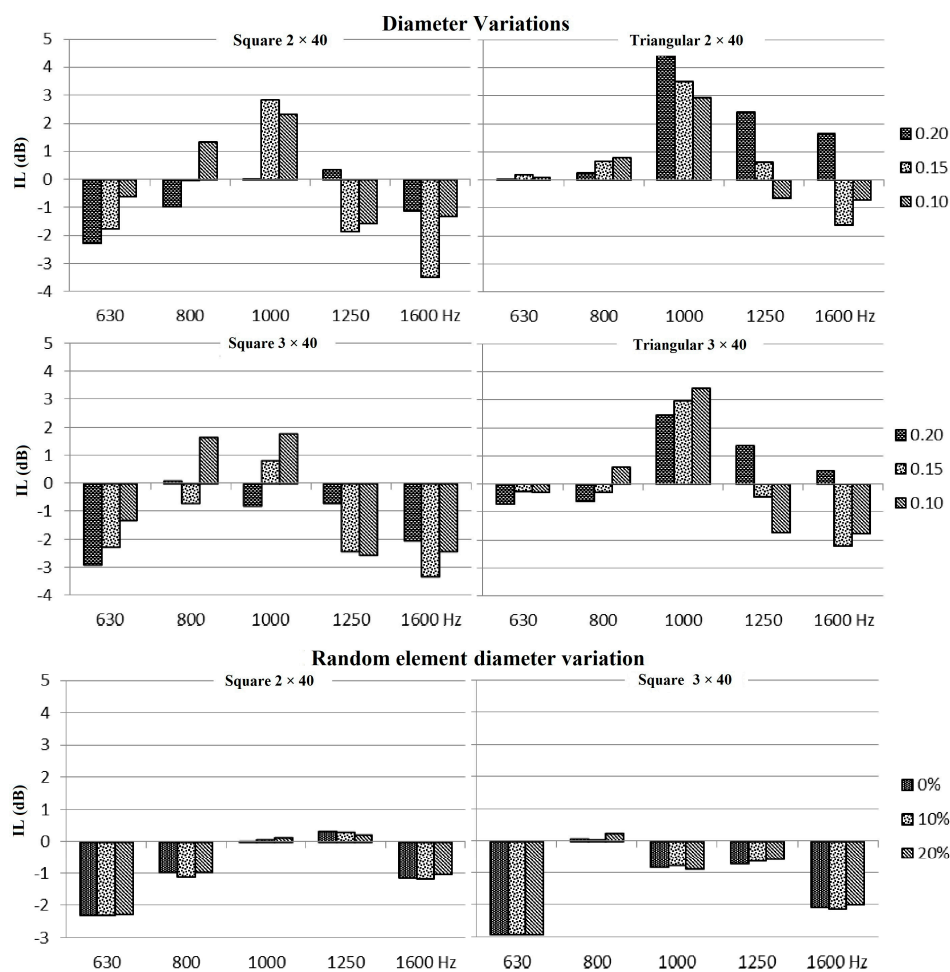 Diameter Variations
Square 2 × 40
Triangular 2 × 40
IL (dB)
5
4
3
2
1
0
-1
-2
-3
-4
630 800 1000 1250 1600 Hz
630 800 1000 1250 1600 Hz
0.20
0.15
0.10
Square 3 × 40
Triangular 3 × 40
IL (dB)
5
4
3
2
1
0
-1
-2
-3
-4
630 800 1000 1250 1600 Hz
630 800 1000 1250 1600 Hz
0.20
0.15
0.10
Random element diameter variation
Square 2 × 40
Square 3 × 40
IL (dB)
5
4
3
2
1
0
-1
-2
-3
630 800 1000 1250 1600 Hz
630 800 1000 1250 1600 Hz
0%
10%
20%